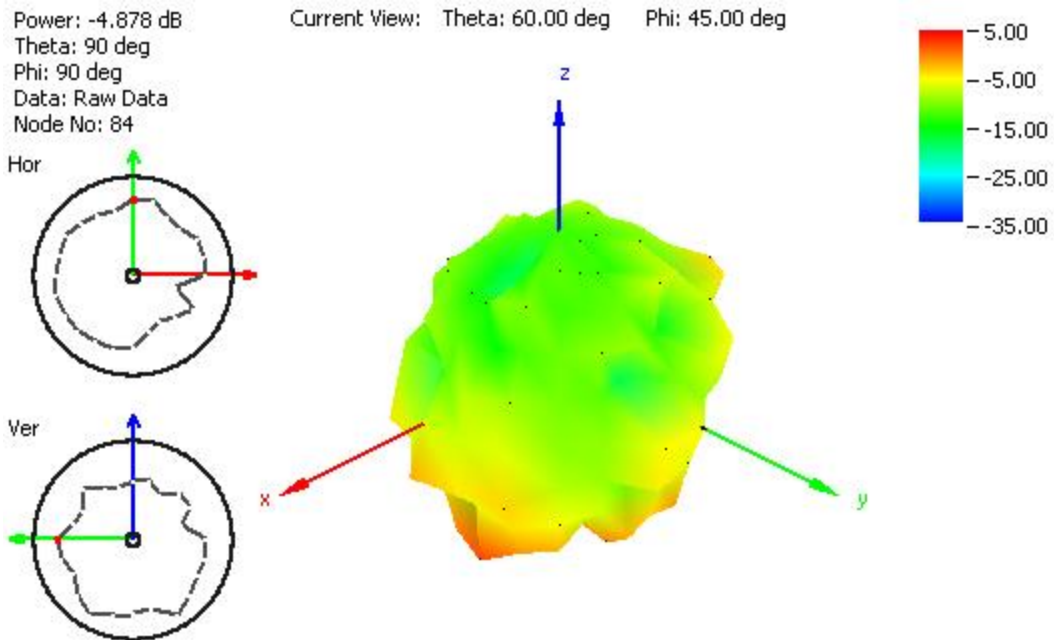 Power: -4.878 dB
Theta: 90 deg
Phi: 90 deg
Data: Raw Data
Node No: 84
Current View: Theta: 60.00 deg Phi: 45.00 deg
5.00
-5.00
-15.00
-25.00
-35.00
Hor
Ver
z
x
y